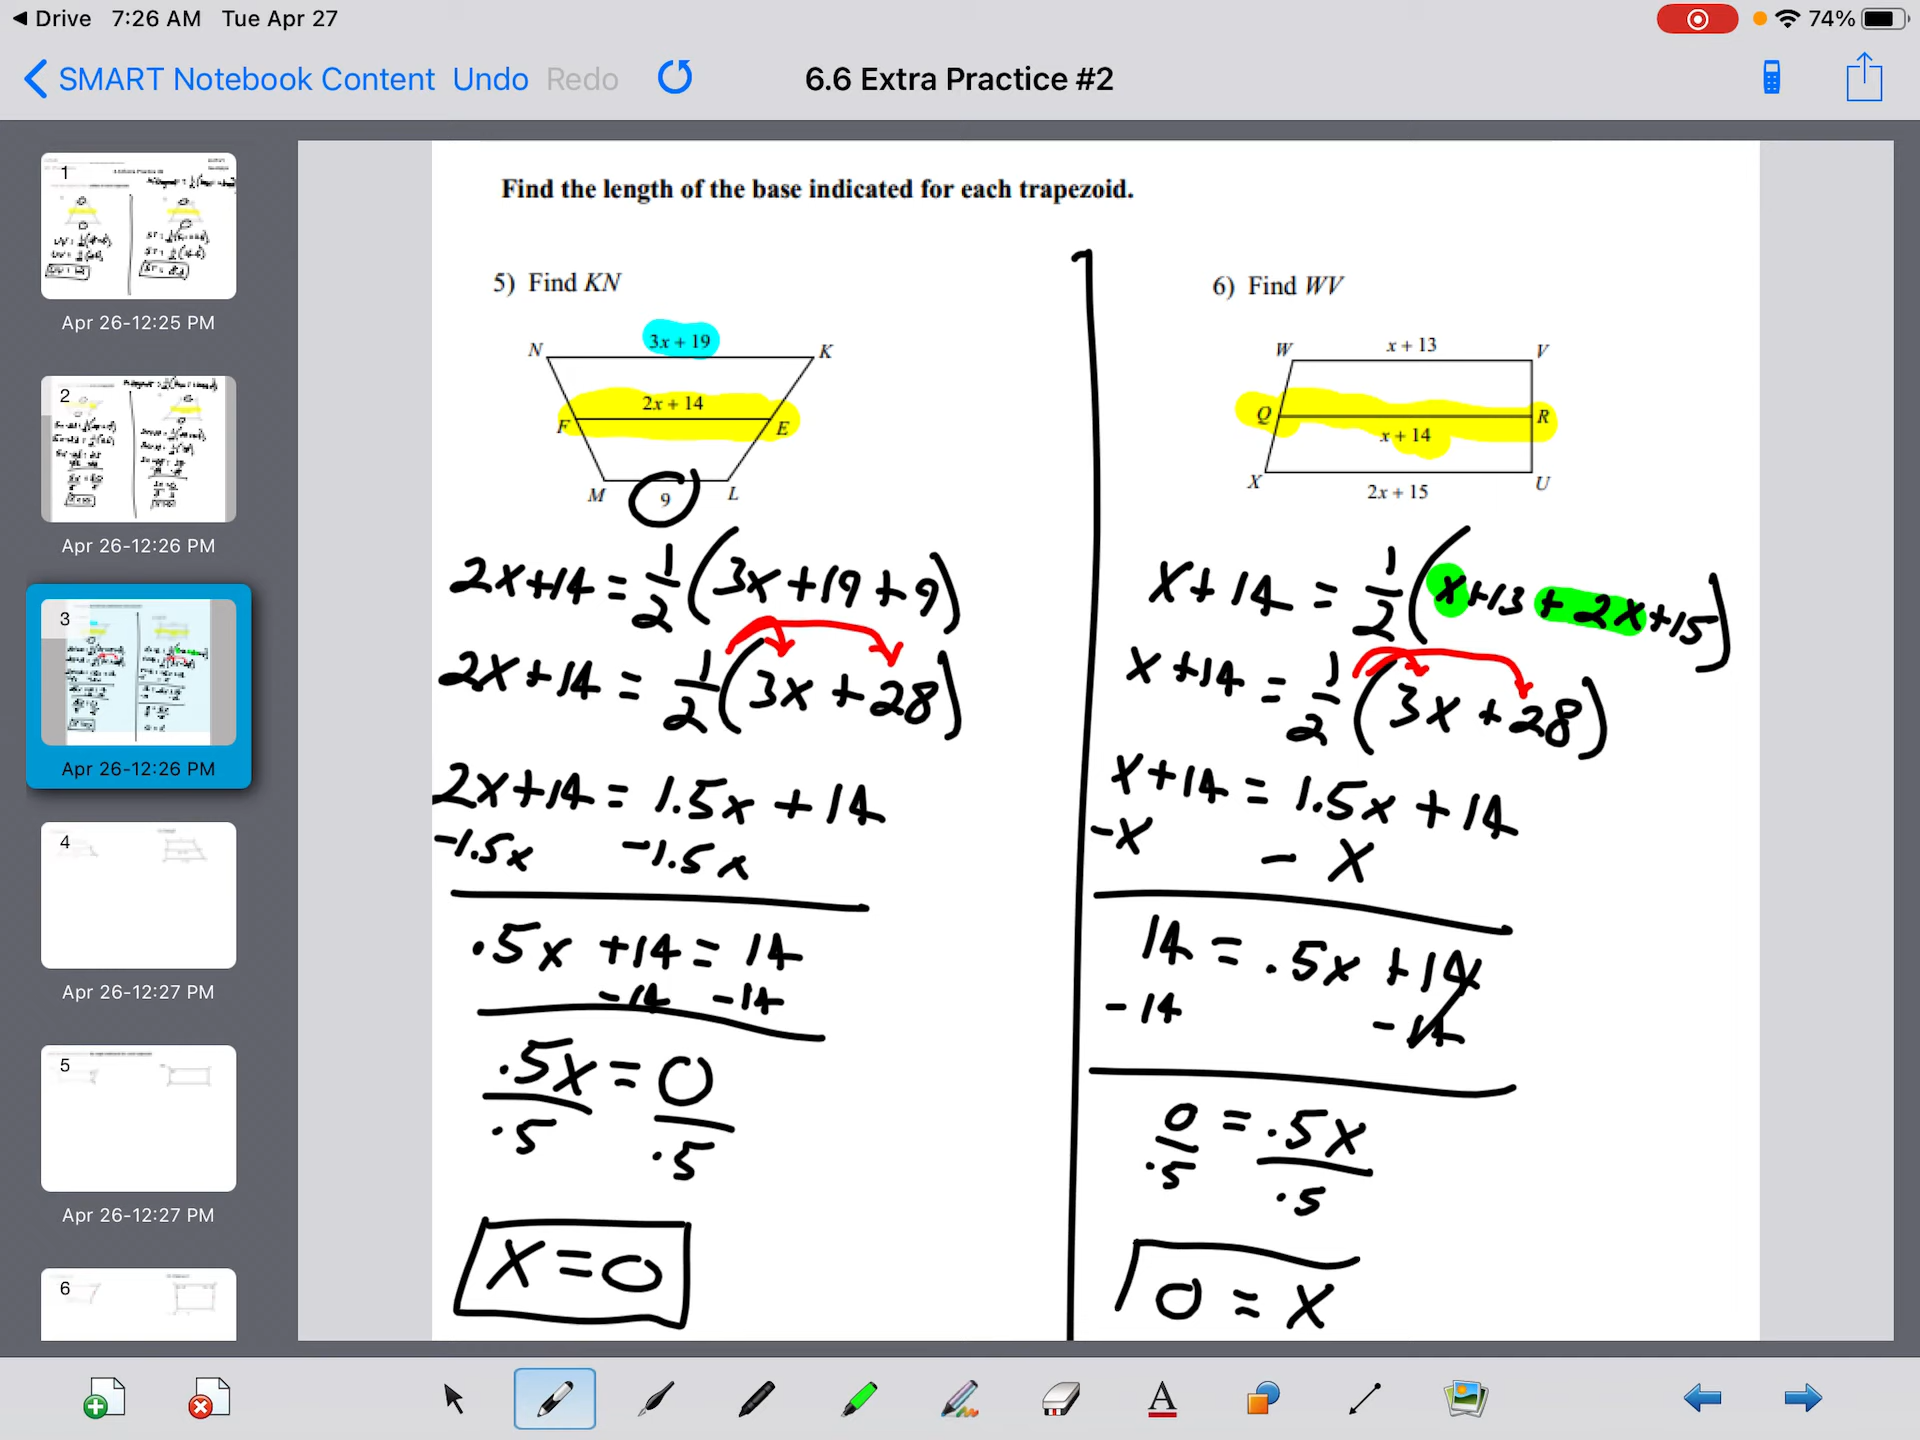 Drive 7:26 AM Tue Apr 27
74%
SMART Notebook Content Undo Redo
6.6 Extra Practice #2
1
Apr 26-12:25 PM
2
Apr 26-12:26 PM
3
Apr 26-12:26 PM
4
Apr 26-12:27 PM
5
Apr 26-12:27 PM
6
Find the length of the base indicated for each trapezoid.
5) Find KN
N 3x + 19 K
2x + 14
F E
M 9 L
2x+14 = 1/2 (3x+19+9)
2x+14 = 1/2 (3x+28)
2x+14 = 1.5x + 14
-1.5x -1.5x
.5x +14 = 14
-14 -14
.5x = 0
.5 .5
x = 0
6) Find WV
W x + 13 V
Q R
x + 14
X 2x + 15 U
x + 14 = 1/2 (x+13 + 2x+15)
x+14 = 1/2 (3x + 28)
x+14 = 1.5x + 14
-x - x
14 = .5x +14
-14 -14
0 = .5x
.5 .5
0 = x
A